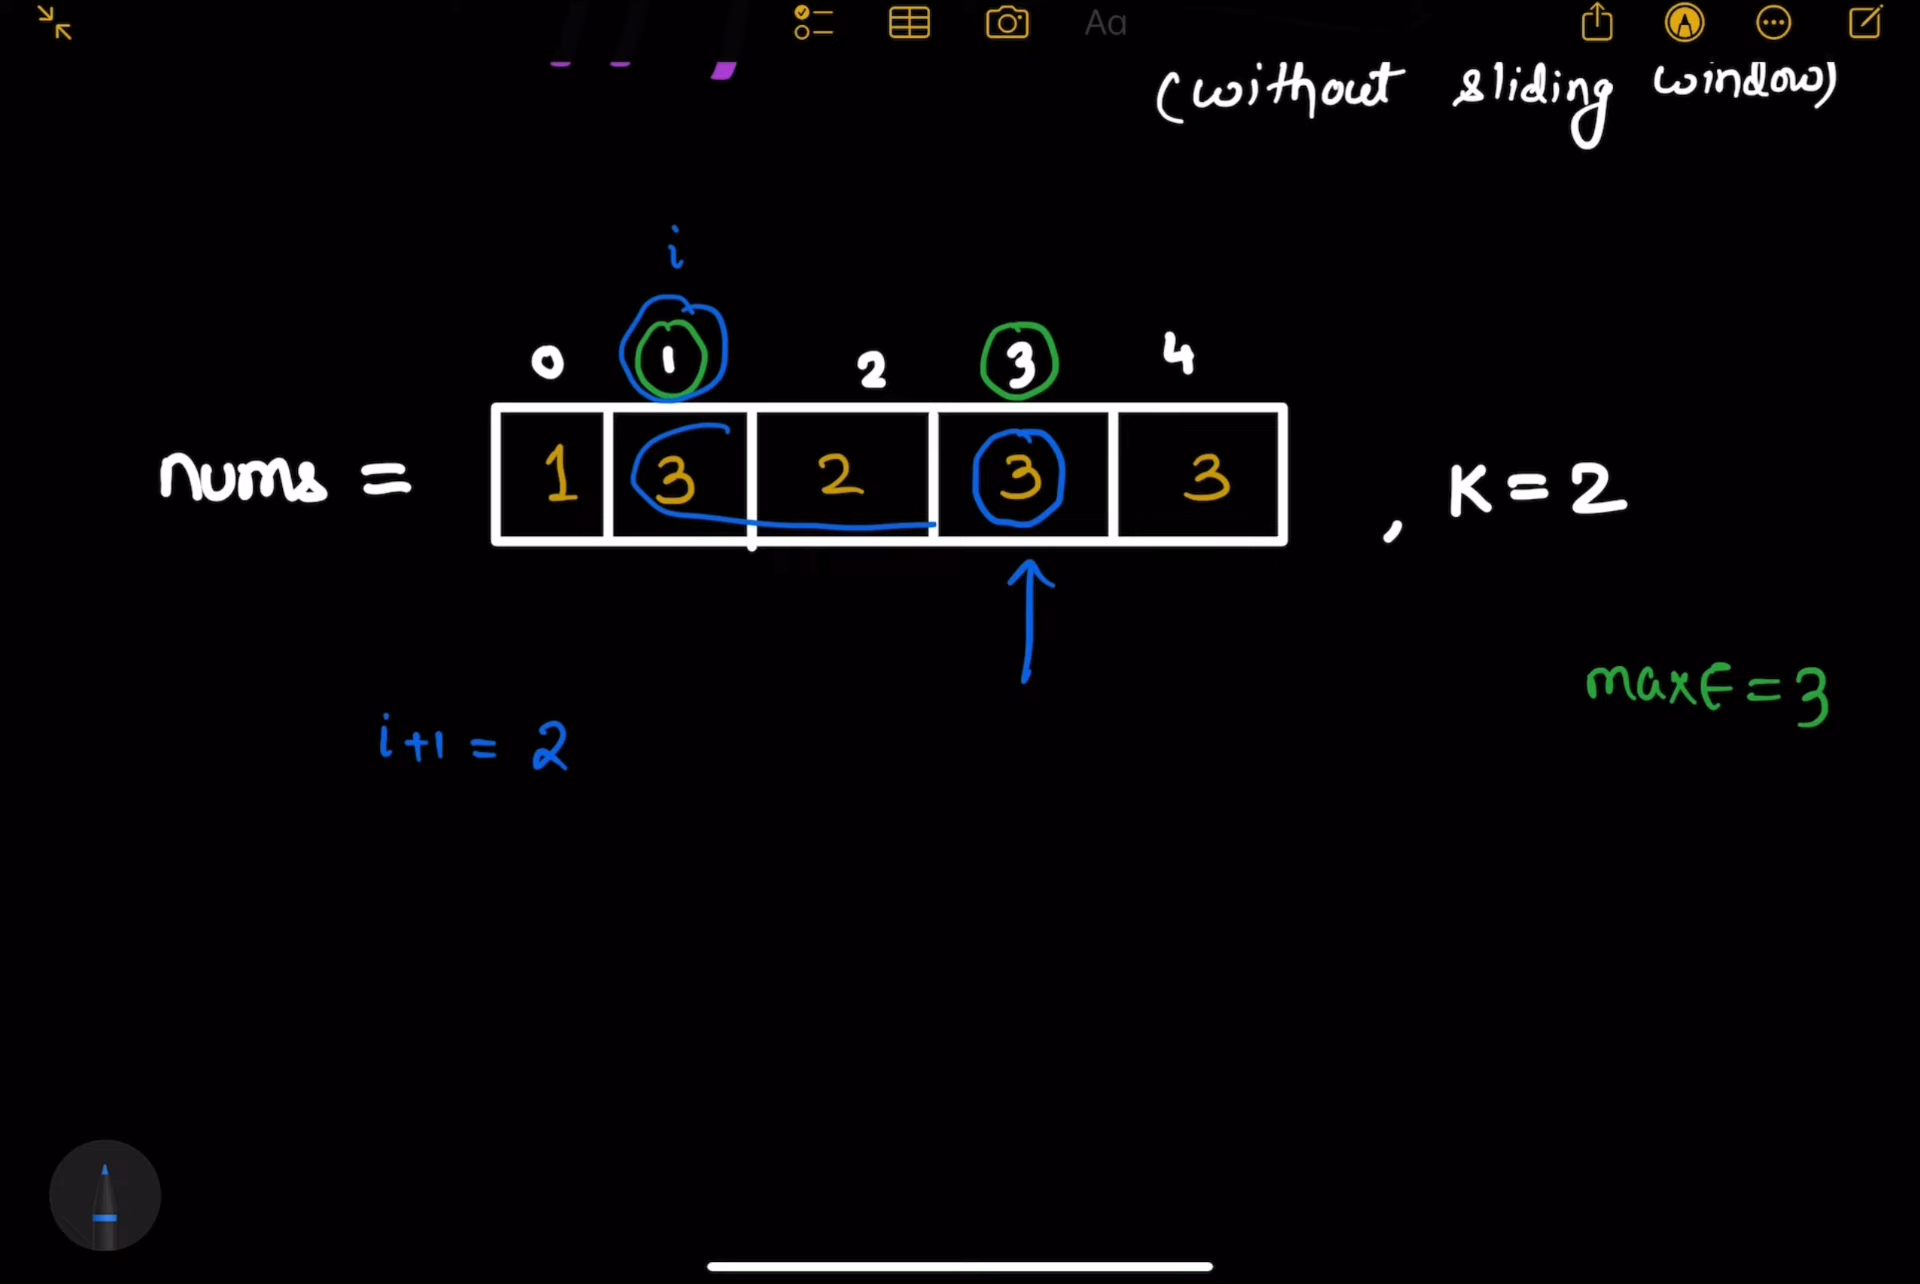 Aa
(without sliding window)
i
0 1 2 3 4
nums = 1 3 2 3 3 , K=2
maxE=3
i+1 = 2